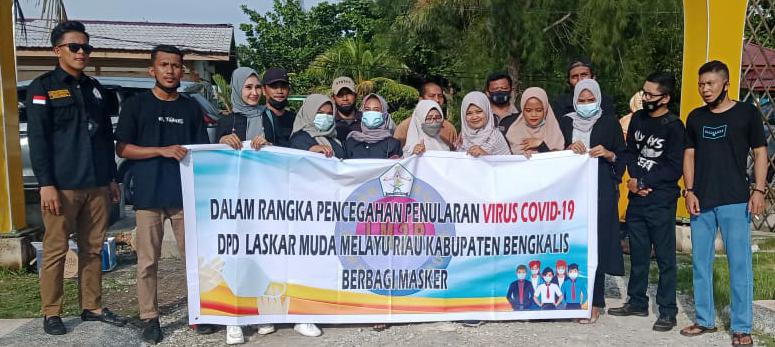 DALAM RANGKA PENCEGAHAN PENULARAN VIRUS COVID-19
DPD LASKAR MUDA MELAYU RIAU KABUPATEN BENGKALIS
BERBAGI MASKER